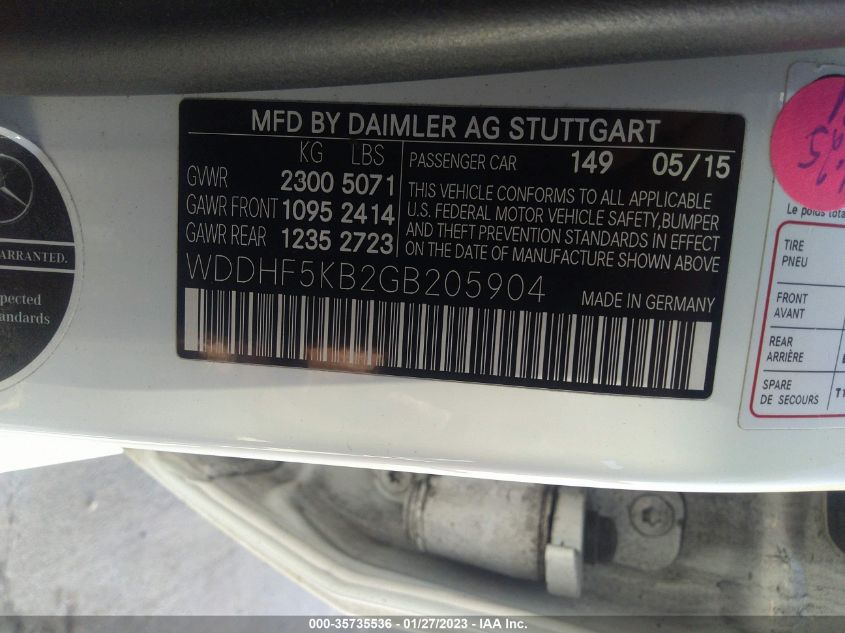 MFD BY DAIMLER AG STUTTGART
KG LBS
GVWR 2300 5071
GAWR FRONT 1095 2414
GAWR REAR 1235 2723
PASSENGER CAR 149 05/15
THIS VEHICLE CONFORMS TO ALL APPLICABLE
U.S. FEDERAL MOTOR VEHICLE SAFETY,BUMPER
AND THEFT PREVENTION STANDARDS IN EFFECT
ON THE DATE OF MANUFACTURE SHOWN ABOVE
WDDHF5KB2GB205904
MADE IN GERMANY
ARRANTED.
pected
tandards
Le poids tota
TIRE
PNEU
FRONT
AVANT
REAR
ARRIÈRE
SPARE
DE SECOURS
000-35735536 - 01/27/2023 - IAA Inc.